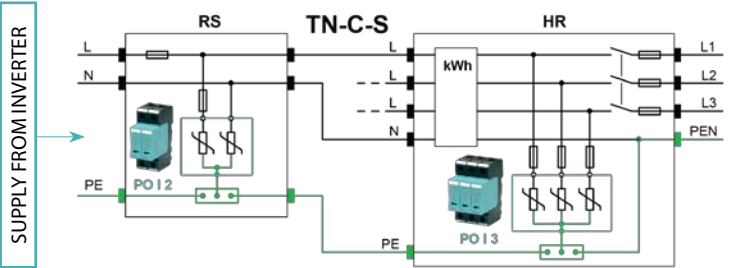 SUPPLY FROM INVERTER
RS
TN-C-S
HR
L
L
L1
N
kWh
L
L2
L
L3
N
PEN
PE
PO I 2
PO I 3
PE